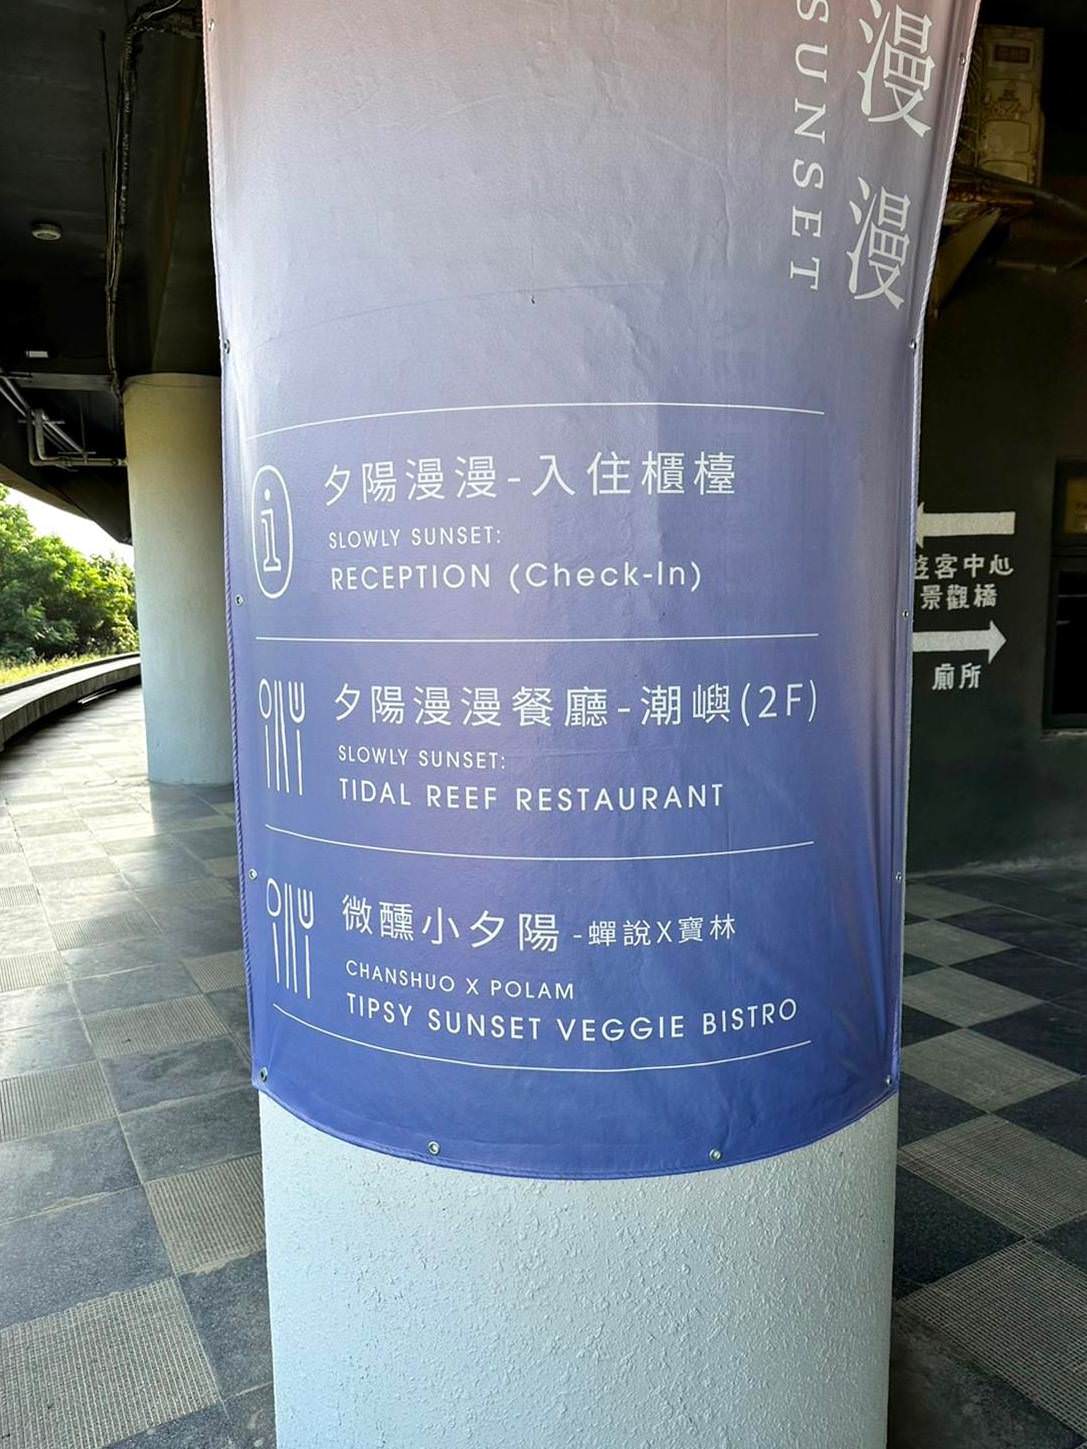 漫漫
SUNSET
夕陽漫漫-入住櫃檯
SLOWLY SUNSET:
RECEPTION (Check-In)
夕陽漫漫餐廳-潮嶼(2F)
SLOWLY SUNSET:
TIDAL REEF RESTAURANT
微醺小夕陽 -蟬說X寶林
CHANSHUO X POLAM
TIPSY SUNSET VEGGIE BISTRO
遊客中心
景觀橋
廁所